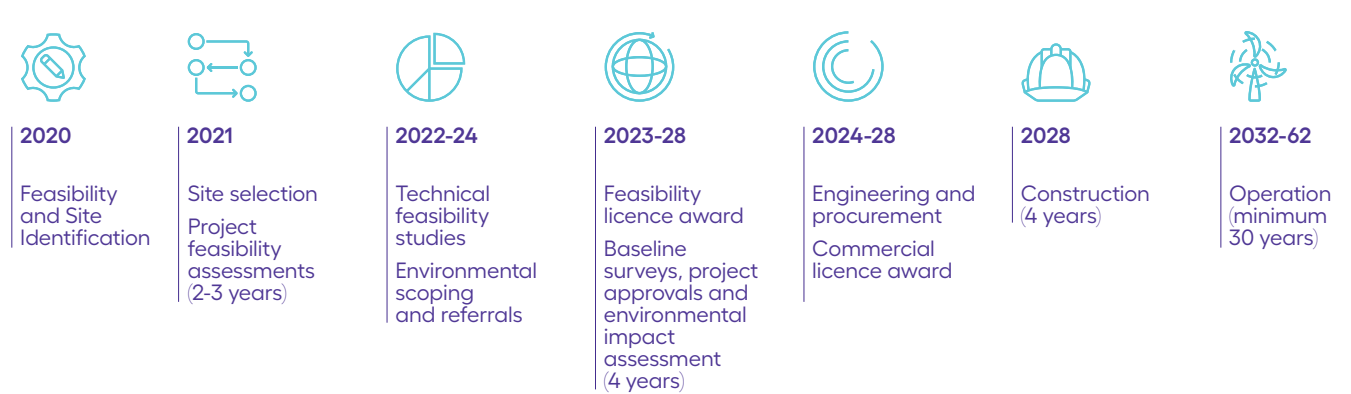 2020
Feasibility
and Site
Identification
2021
Site selection
Project
feasibility
assessments
(2-3 years)
2022-24
Technical
feasibility
studies
Environmental
scoping
and referrals
2023-28
Feasibility
licence award
Baseline
surveys, project
approvals and
environmental
impact
assessment
(4 years)
2024-28
Engineering and
procurement
Commercial
licence award
2028
Construction
(4 years)
2032-62
Operation
(minimum
30 years)